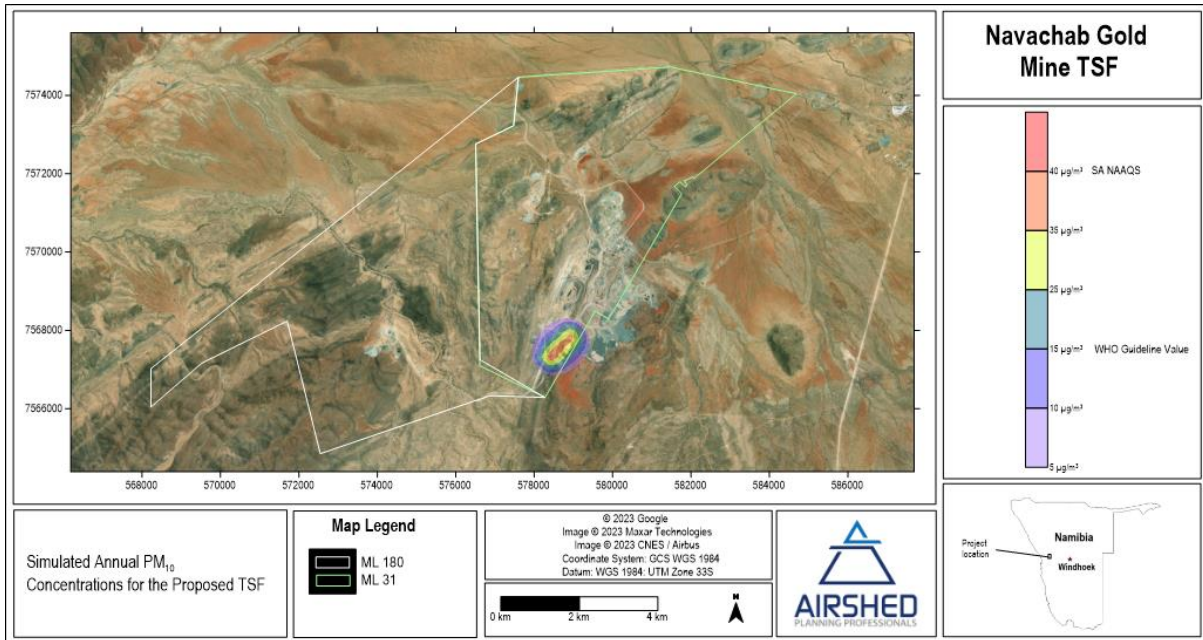 Navachab Gold
Mine TSF
7574000
7572000
7570000
7568000
7566000
568000
570000
572000
574000
576000
578000
580000
582000
584000
586000
40 µg/m³ SA NAAQS
35 µg/m³
25 µg/m³
15 µg/m³ WHO Guideline Value
10 µg/m³
5 µg/m³
Simulated Annual PM₁₀
Concentrations for the Proposed TSF
Map Legend
ML 180
ML 31
© 2023 Google
Image © 2023 Maxar Technologies
Image © 2023 CNES / Airbus
Coordinate System: GCS WGS 1984
Datum: WGS 1984: UTM Zone 33S
0 km
2 km
4 km
N
AIRSHED
PLANNING PROFESSIONALS
Project
location
Namibia
Windhoek